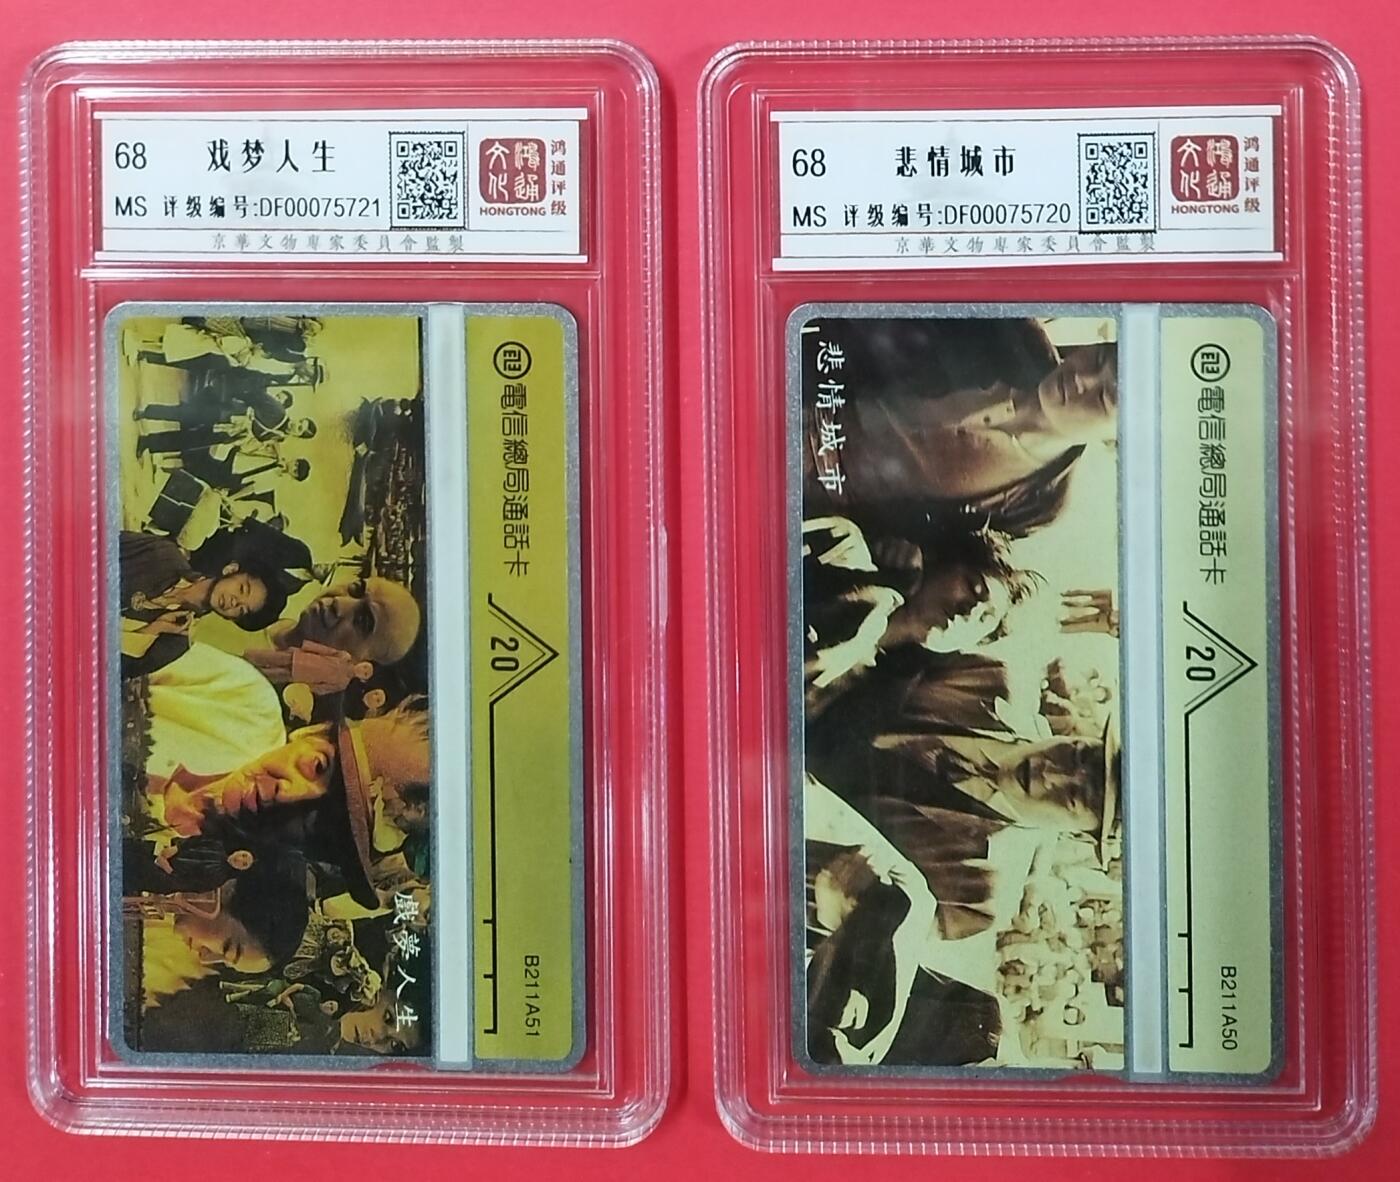 68 戏梦人生
MS 评级编号:DF00075721
鸿通文化
HONGTONG
鸿通评级
京華文物專家委員會監製
電信總局通話卡
20
B211A51
戲夢人生
68 悲情城市
MS 评级编号:DF00075720
鸿通文化
HONGTONG
鸿通评级
京華文物專家委員會監製
悲情城市
電信總局通話卡
20
B211A50